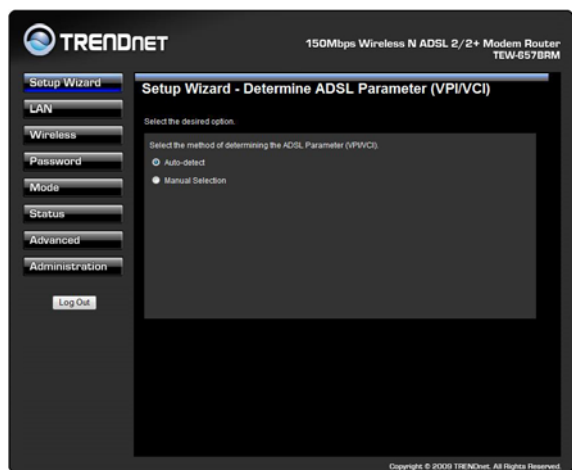 TRENDNET
150Mbps Wireless N ADSL 2/2+ Modem Router
TEW-657BRM
Setup Wizard
LAN
Wireless
Password
Mode
Status
Advanced
Administration
Log Out
Setup Wizard - Determine ADSL Parameter (VPI/VCI)
Select the desired option.
Select the method of determining the ADSL Parameter (VPI/VCI).
Auto-detect
Manual Selection
Copyright © 2009 TRENDnet. All Rights Reserved.